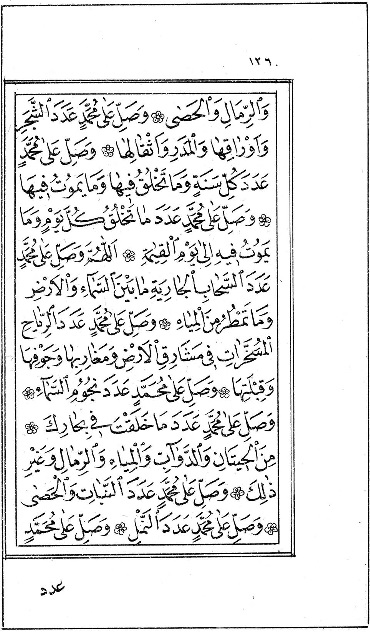 ١٢٦
وَالرِّمَالِ وَالْحَصٰى ۞ وَصَلِّ عَلٰى مُحَمَّدٍ عَدَدَ الشَّجَرِ
وَاَوْرَاقِهَا وَالْمَدَرِ وَاَثْقَالِهَا ۞ وَصَلِّ عَلٰى مُحَمَّدٍ
عَدَدَ كُلِّ سَنَةٍ وَمَا تَخْلُقُ فِيهَا وَمَا يَمُوتُ فِيهَا
۞ وَصَلِّ عَلٰى مُحَمَّدٍ عَدَدَ مَا تَخْلُقُ كُلَّ يَوْمٍ وَمَا
يَمُوتُ فِيهِ اِلٰى يَوْمِ الْقِيٰمَةِ ۞ اَللّٰهُمَّ وَصَلِّ عَلٰى مُحَمَّدٍ
عَدَدَ السَّحَابِ الْجَارِيَةِ مَا بَيْنَ السَّمَاءِ وَالْاَرْضِ
وَمَا تَمْطُرُ مِنَ الْمِيَاهِ ۞ وَصَلِّ عَلٰى مُحَمَّدٍ عَدَدَ الرِّيَاحِ
الْمُسَخَّرَاتِ فِي مَشَارِقِ الْاَرْضِ وَمَغَارِبِهَا وَجَوْفِهَا
وَقِبْلَتِهَا ۞ وَصَلِّ عَلٰى مُحَمَّدٍ عَدَدَ نُجُومِ السَّمَاءِ ۞
وَصَلِّ عَلٰى مُحَمَّدٍ عَدَدَ مَا خَلَقْتَ فِي بِحَارِكَ ۞
مِنَ الْحِيتَانِ وَالدَّوَابِّ وَالْمِيَاهِ وَالرِّمَالِ وَغَيْرِ
ذٰلِكَ ۞ وَصَلِّ عَلٰى مُحَمَّدٍ عَدَدَ النَّبَاتِ وَالْحَصٰى
۞ وَصَلِّ عَلٰى مُحَمَّدٍ عَدَدَ النَّمْلِ ۞ وَصَلِّ عَلٰى مُحَمَّدٍ
عدد